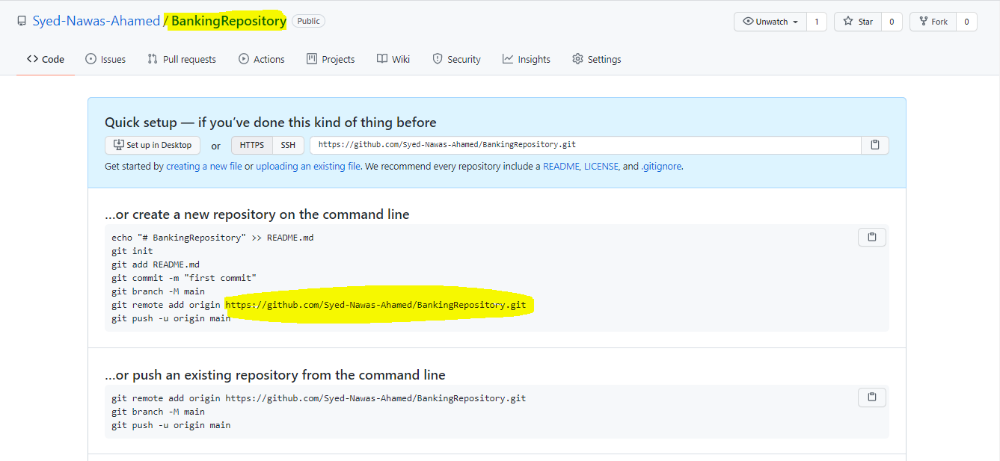 Syed-Nawas-Ahamed / BankingRepository Public Unwatch 1 Star 0 Fork 0
Code Issues Pull requests Actions Projects Wiki Security Insights Settings
Quick setup — if you’ve done this kind of thing before
Set up in Desktop or HTTPS SSH https://github.com/Syed-Nawas-Ahamed/BankingRepository.git
Get started by creating a new file or uploading an existing file. We recommend every repository include a README, LICENSE, and .gitignore.
…or create a new repository on the command line
echo "# BankingRepository" >> README.md
git init
git add README.md
git commit -m "first commit"
git branch -M main
git remote add origin https://github.com/Syed-Nawas-Ahamed/BankingRepository.git
git push -u origin main
…or push an existing repository from the command line
git remote add origin https://github.com/Syed-Nawas-Ahamed/BankingRepository.git
git branch -M main
git push -u origin main